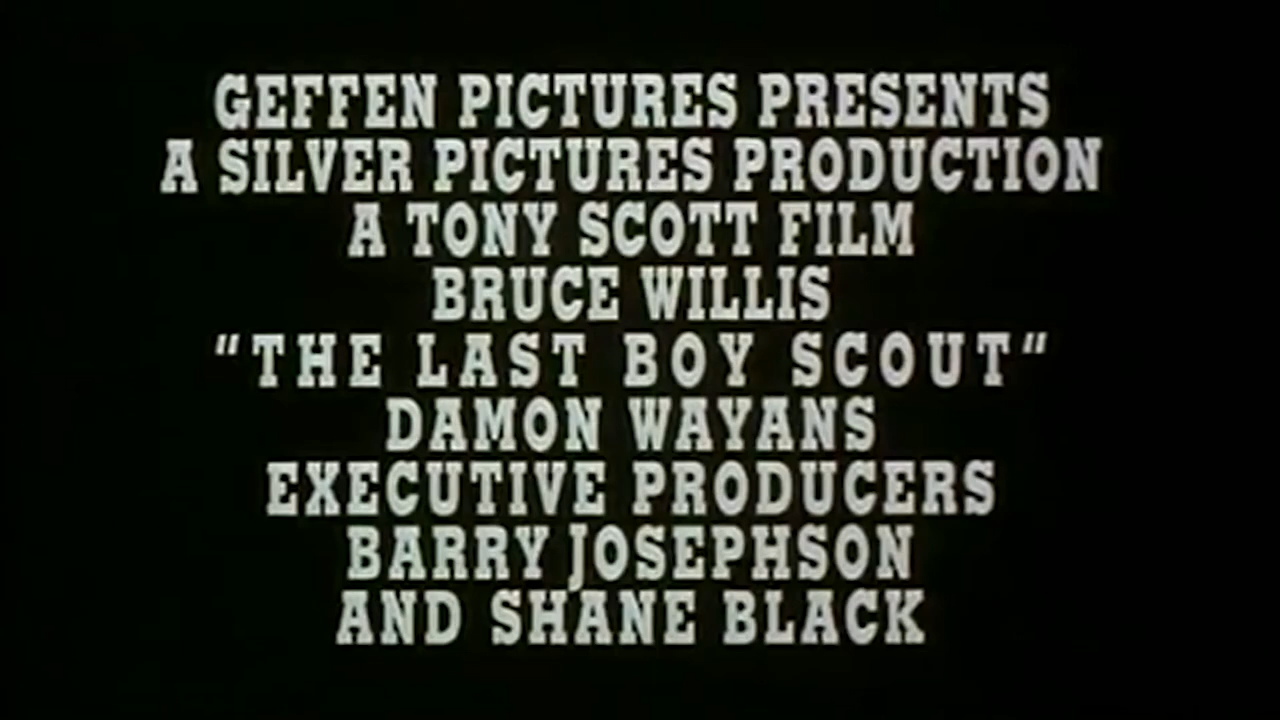 GEFFEN PICTURES PRESENTS
A SILVER PICTURES PRODUCTION
A TONY SCOTT FILM
BRUCE WILLIS
“THE LAST BOY SCOUT“
DAMON WAYANS
EXECUTIVE PRODUCERS
BARRY JOSEPHSON
AND SHANE BLACK